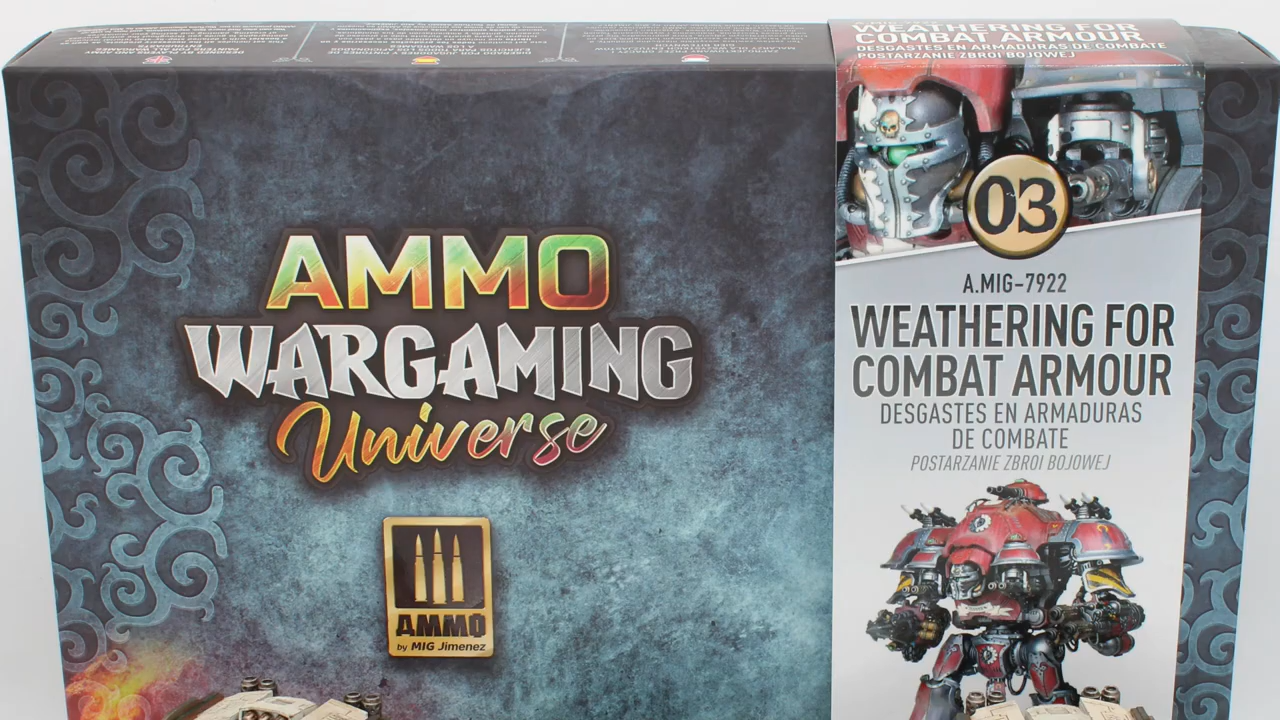 WEATHERING FOR
COMBAT ARMOUR
DESGASTES EN ARMADURAS DE COMBATE
POSTARZANIE ZBROI BOJOWEJ
03
A.MIG-7922
WEATHERING FOR
COMBAT ARMOUR
DESGASTES EN ARMADURAS
DE COMBATE
POSTARZANIE ZBROI BOJOWEJ
AMMO
WARGAMING
Universe
AMMO
by MIG Jimenez